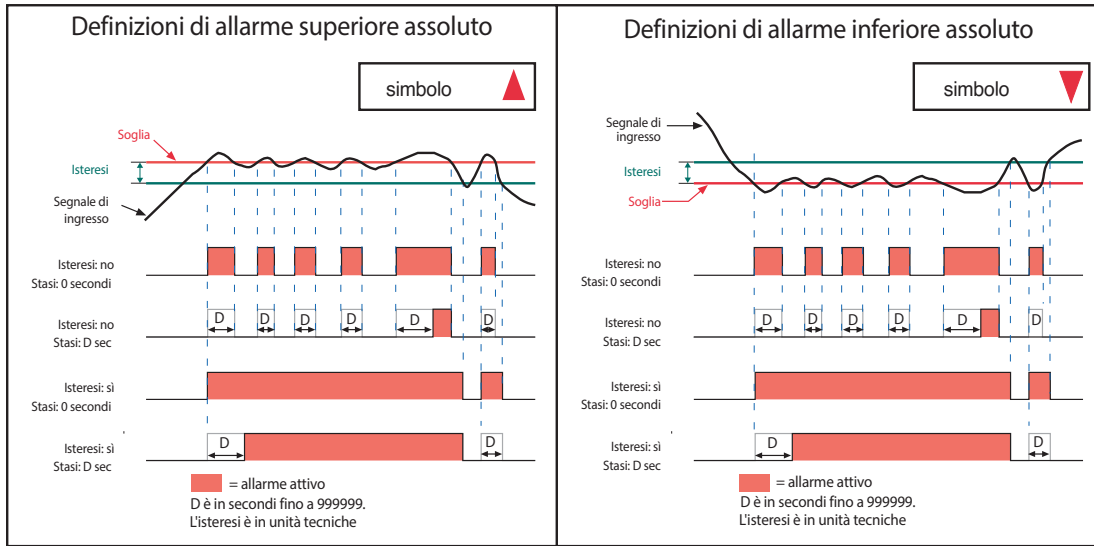 Definizioni di allarme superiore assoluto
simbolo
Soglia
Isteresi
Segnale di
ingresso
Isteresi: no
Stasi: 0 secondi
D D D D D D
Isteresi: no
Stasi: D sec
Isteresi: sì
Stasi: 0 secondi
D D
Isteresi: sì
Stasi: D sec
= allarme attivo
D è in secondi fino a 999999.
L'isteresi è in unità tecniche
Definizioni di allarme inferiore assoluto
simbolo
Segnale di
ingresso
Isteresi
Soglia
Isteresi: no
Stasi: 0 secondi
D D D D D D
Isteresi: no
Stasi: D sec
Isteresi: sì
Stasi: 0 secondi
D D
Isteresi: sì
Stasi: D sec
= allarme attivo
D è in secondi fino a 999999.
L'isteresi è in unità tecniche